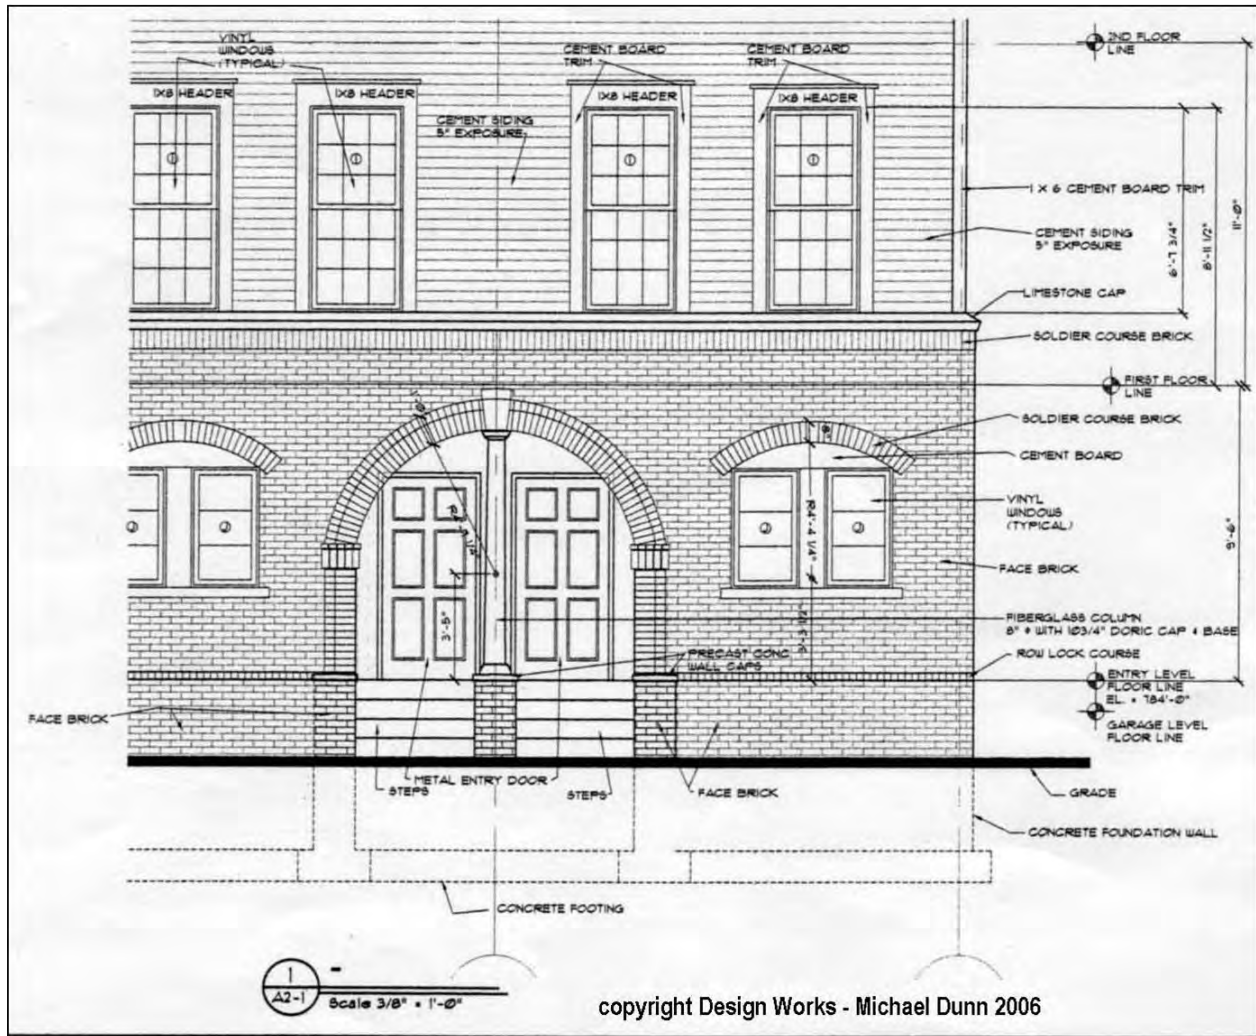 VINYL
WINDOWS
(TYPICAL)
CEMENT BOARD
TRIM
CEMENT BOARD
TRIM
2ND FLOOR
LINE
1X8 HEADER
1X8 HEADER
1X8 HEADER
1X8 HEADER
CEMENT SIDING
5" EXPOSURE
1 X 6 CEMENT BOARD TRIM
CEMENT SIDING
5" EXPOSURE
6'-7 3/4"
8'-11 1/2"
11'-0"
LIMESTONE CAP
SOLDIER COURSE BRICK
FIRST FLOOR
LINE
SOLDIER COURSE BRICK
CEMENT BOARD
VINYL
WINDOWS
(TYPICAL)
9'-6"
FACE BRICK
3'-5"
3'-3 1/2"
FIBERGLASS COLUMN
8" ϕ WITH 10 3/4" DORIC CAP & BASE
PRECAST CONC
WALL CAPS
ROW LOCK COURSE
ENTRY LEVEL
FLOOR LINE
EL. = 784'-0"
GARAGE LEVEL
FLOOR LINE
FACE BRICK
METAL ENTRY DOOR
STEPS
STEPS
FACE BRICK
GRADE
CONCRETE FOUNDATION WALL
CONCRETE FOOTING
1
A2-1
Scale 3/8" = 1'-0"
copyright Design Works - Michael Dunn 2006